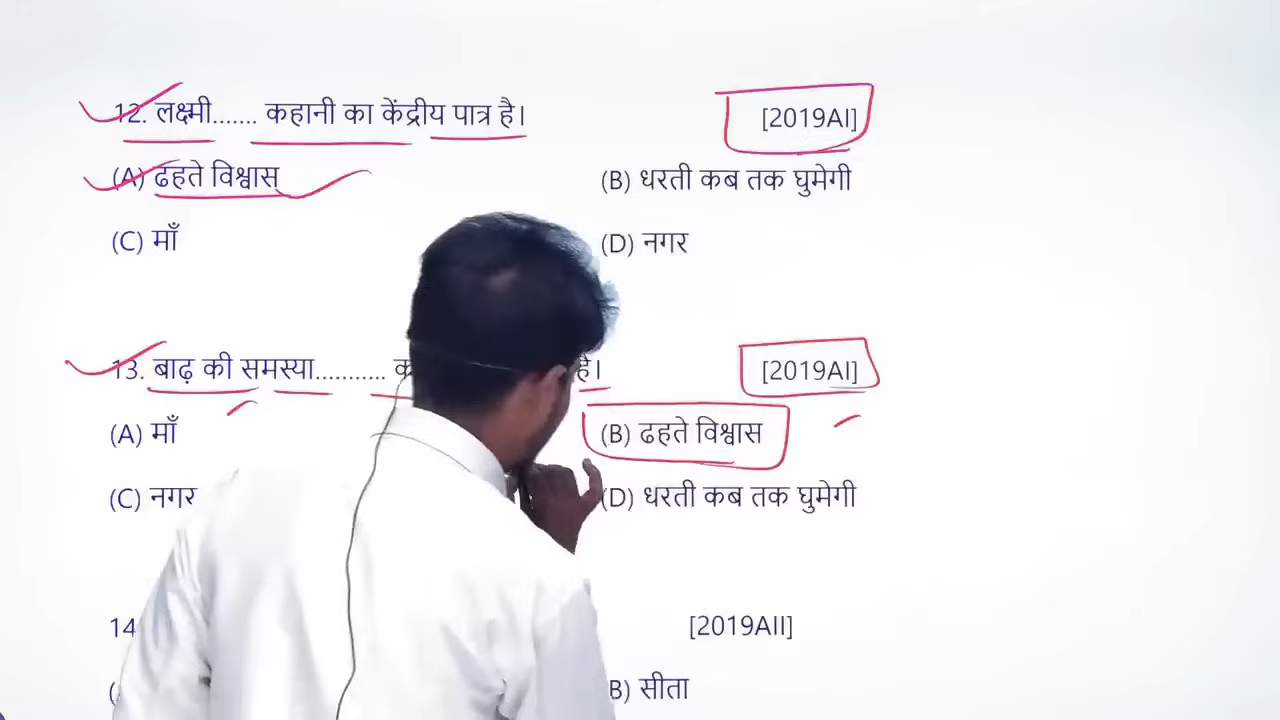 12. लक्ष्मी....... कहानी का केंद्रीय पात्र है। [2019AI]
(A) ढहते विश्वास (B) धरती कब तक घुमेगी
(C) माँ (D) नगर
13. बाढ़ की समस्या........... है। [2019AI]
(A) माँ (B) ढहते विश्वास
(C) नगर (D) धरती कब तक घुमेगी
14 [2019AII]
B) सीता